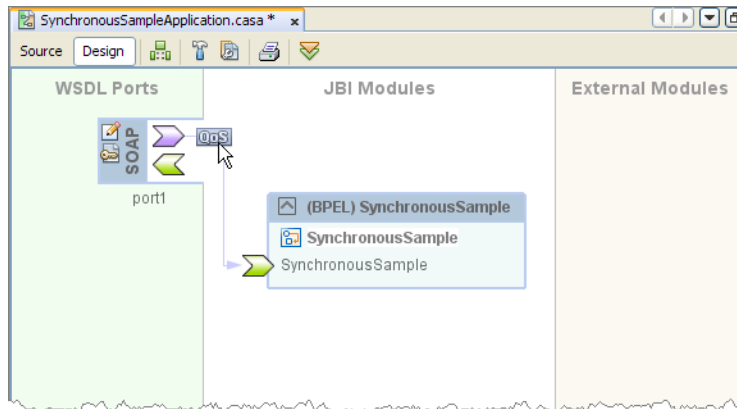 SynchronousSampleApplication.casa * x
Source Design
WSDL Ports JBI Modules External Modules
SOAP
QoS
port1
(BPEL) SynchronousSample
SynchronousSample
SynchronousSample